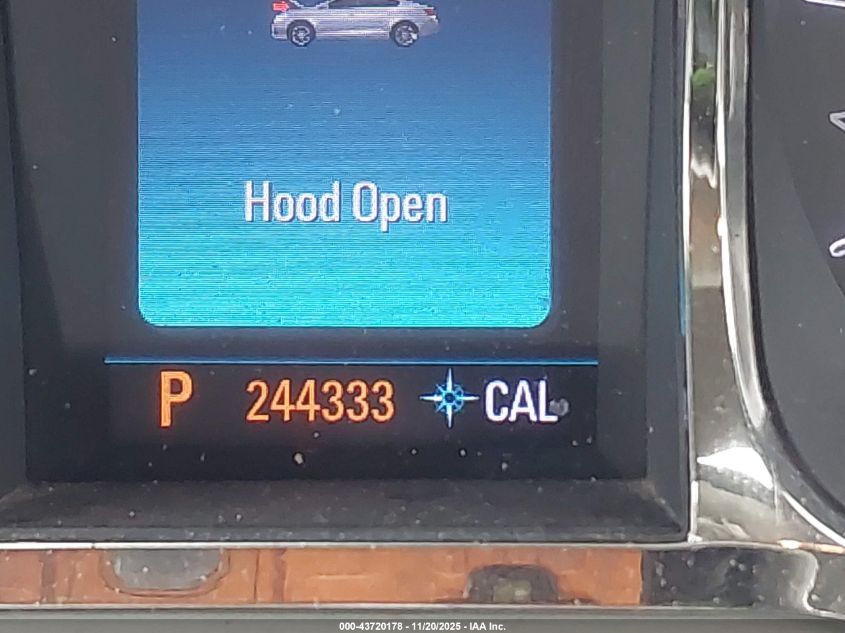 Hood Open
P 244333 CAL
000-43720178 - 11/20/2025 - IAA Inc.